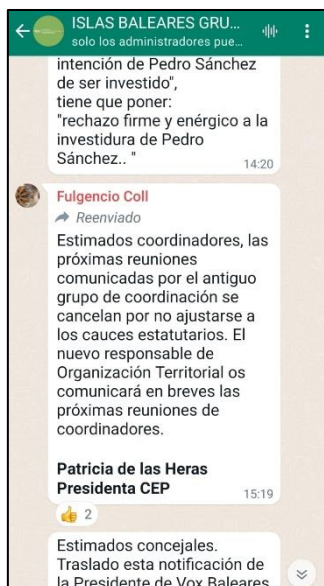 ISLAS BALEARES GRU...
solo los administradores pue...
intención de Pedro Sánchez
de ser investido",
tiene que poner:
"rechazo firme y enérgico a la
investidura de Pedro
Sánchez.. "
14:20
Fulgencio Coll
Reenviado
Estimados coordinadores, las
próximas reuniones
comunicadas por el antiguo
grupo de coordinación se
cancelan por no ajustarse a
los cauces estatutarios. El
nuevo responsable de
Organización Territorial os
comunicará en breves las
próximas reuniones de
coordinadores.
Patricia de las Heras
Presidenta CEP
15:19
2
Estimados concejales.
Traslado esta notificación de
la Presidente de Vox Baleares